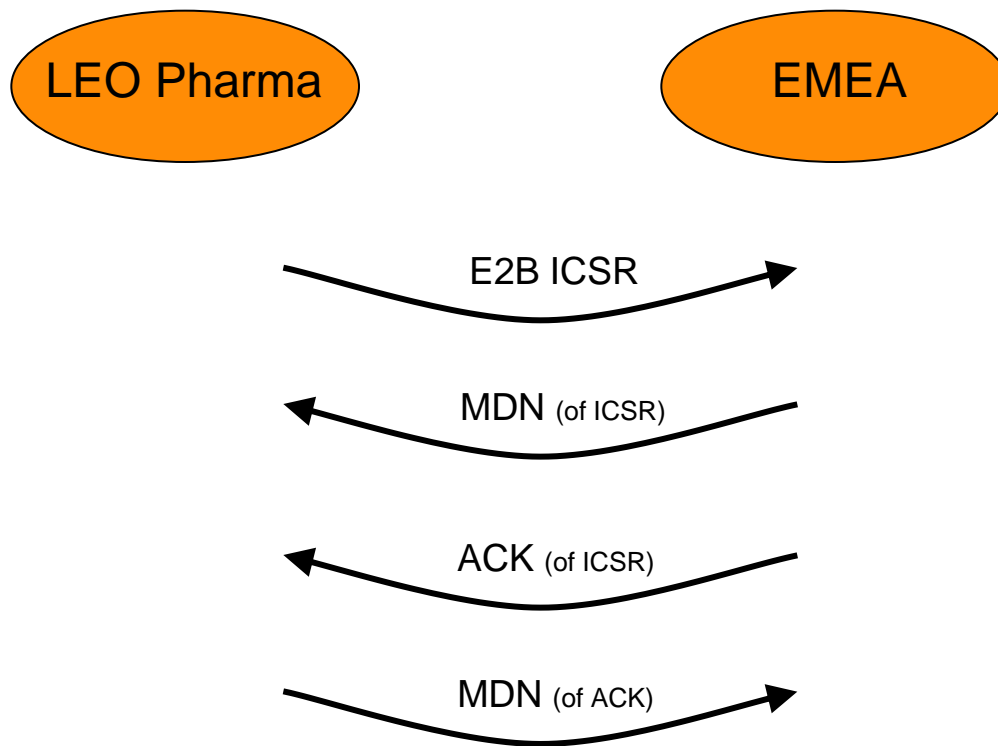 LEO Pharma
EMEA
E2B ICSR
MDN (of ICSR)
ACK (of ICSR)
MDN (of ACK)